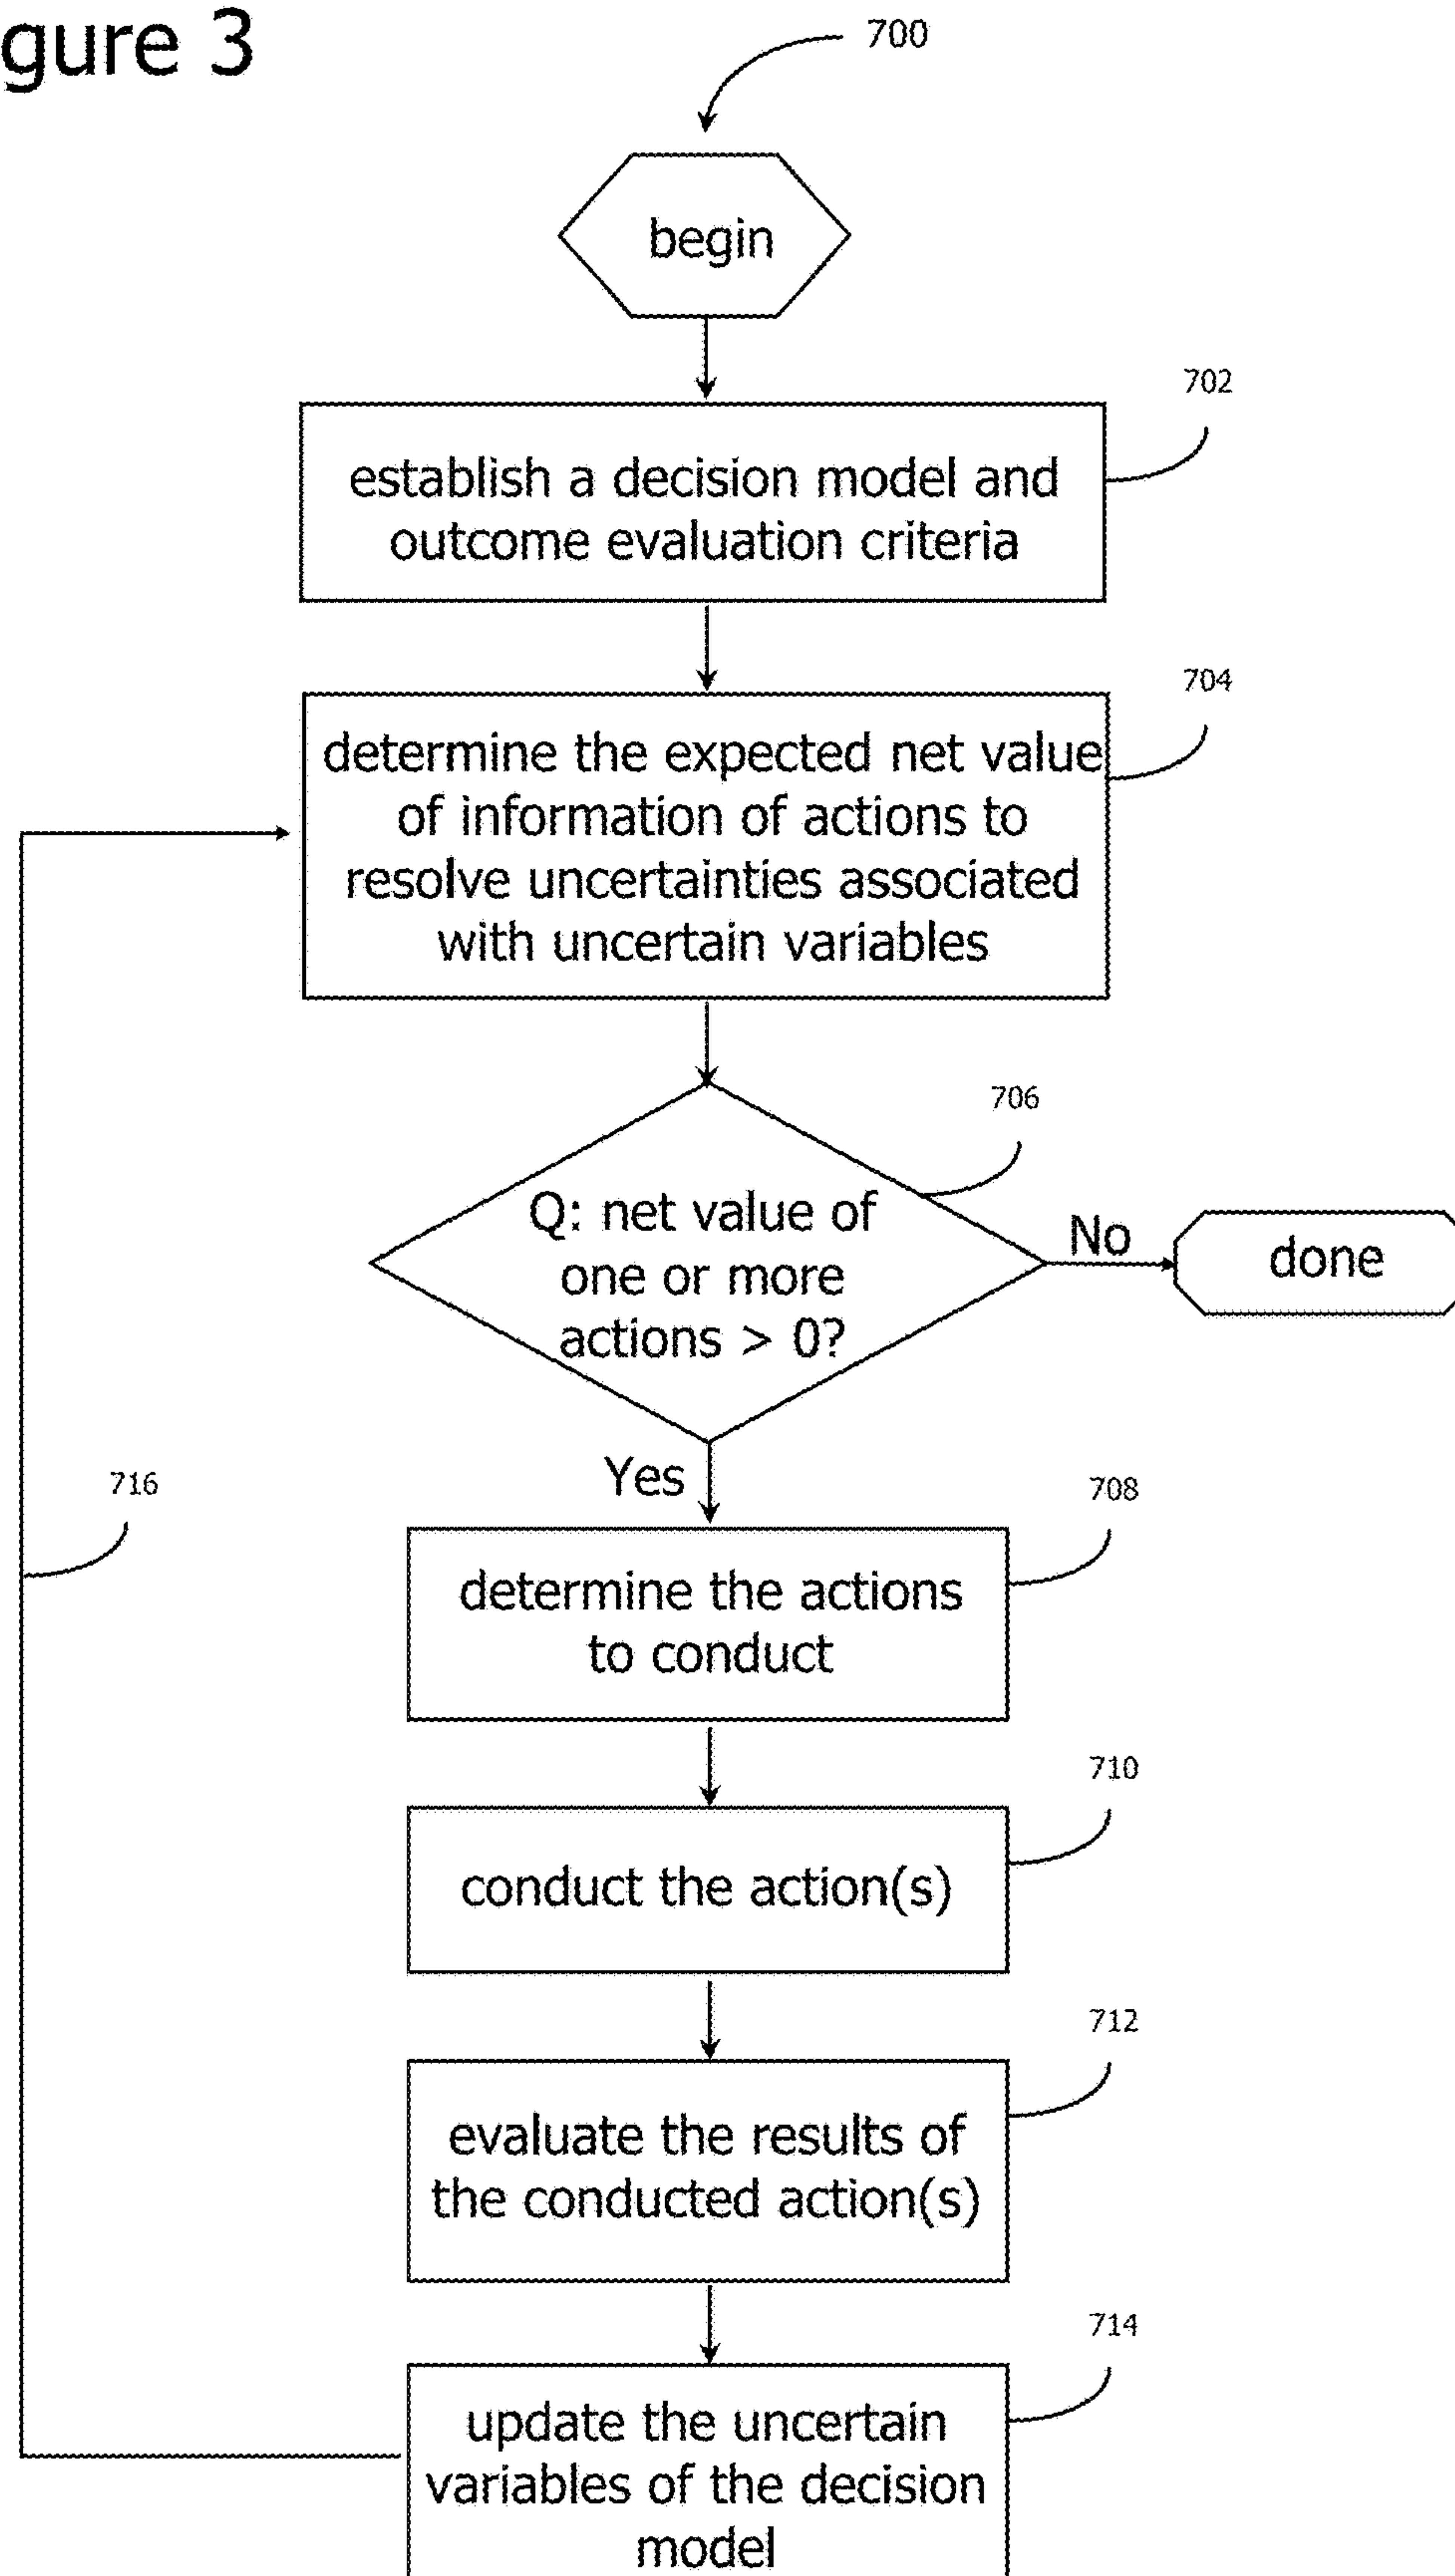 gure 3
700
begin
702
establish a decision model and
outcome evaluation criteria
704
determine the expected net value
of information of actions to
resolve uncertainties associated
with uncertain variables
706
Q: net value of
one or more
actions > 0?
No
done
Yes
716
708
determine the actions
to conduct
710
conduct the action(s)
712
evaluate the results of
the conducted action(s)
714
update the uncertain
variables of the decision
model